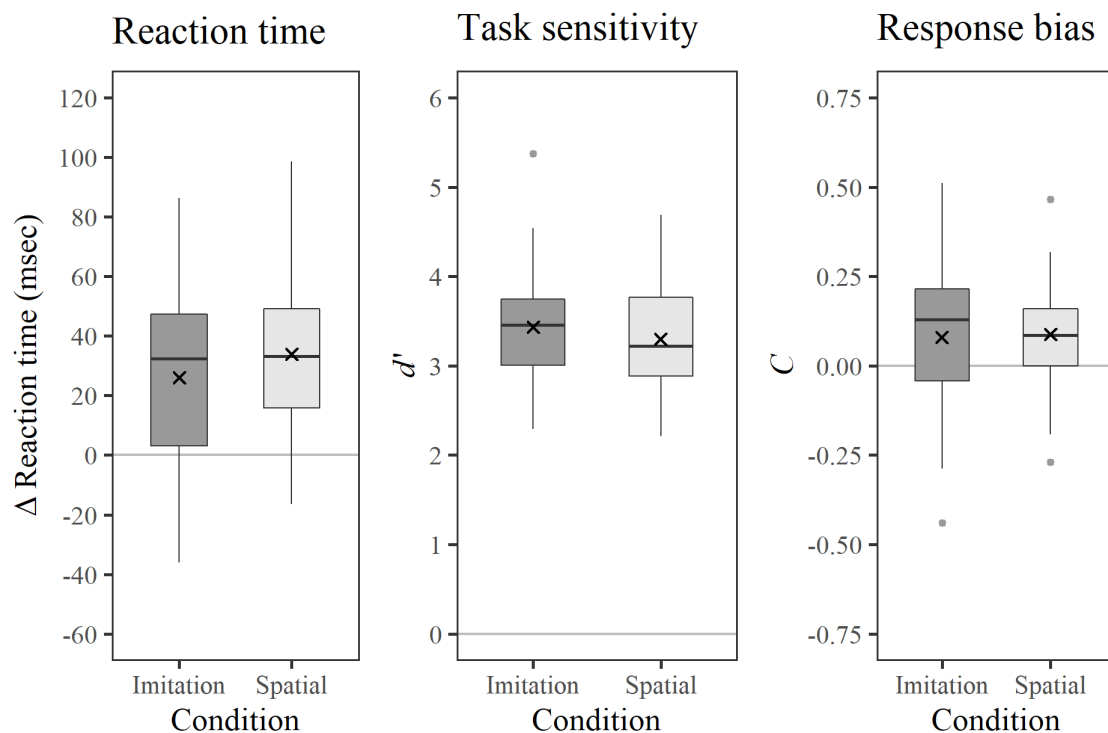 Reaction time
Δ Reaction time (msec)
120
100
80
60
40
20
0
-20
-40
-60
Imitation Spatial
Condition
Task sensitivity
d'
6
5
4
3
2
1
0
Imitation Spatial
Condition
Response bias
C
0.75
0.50
0.25
0.00
-0.25
-0.50
-0.75
Imitation Spatial
Condition